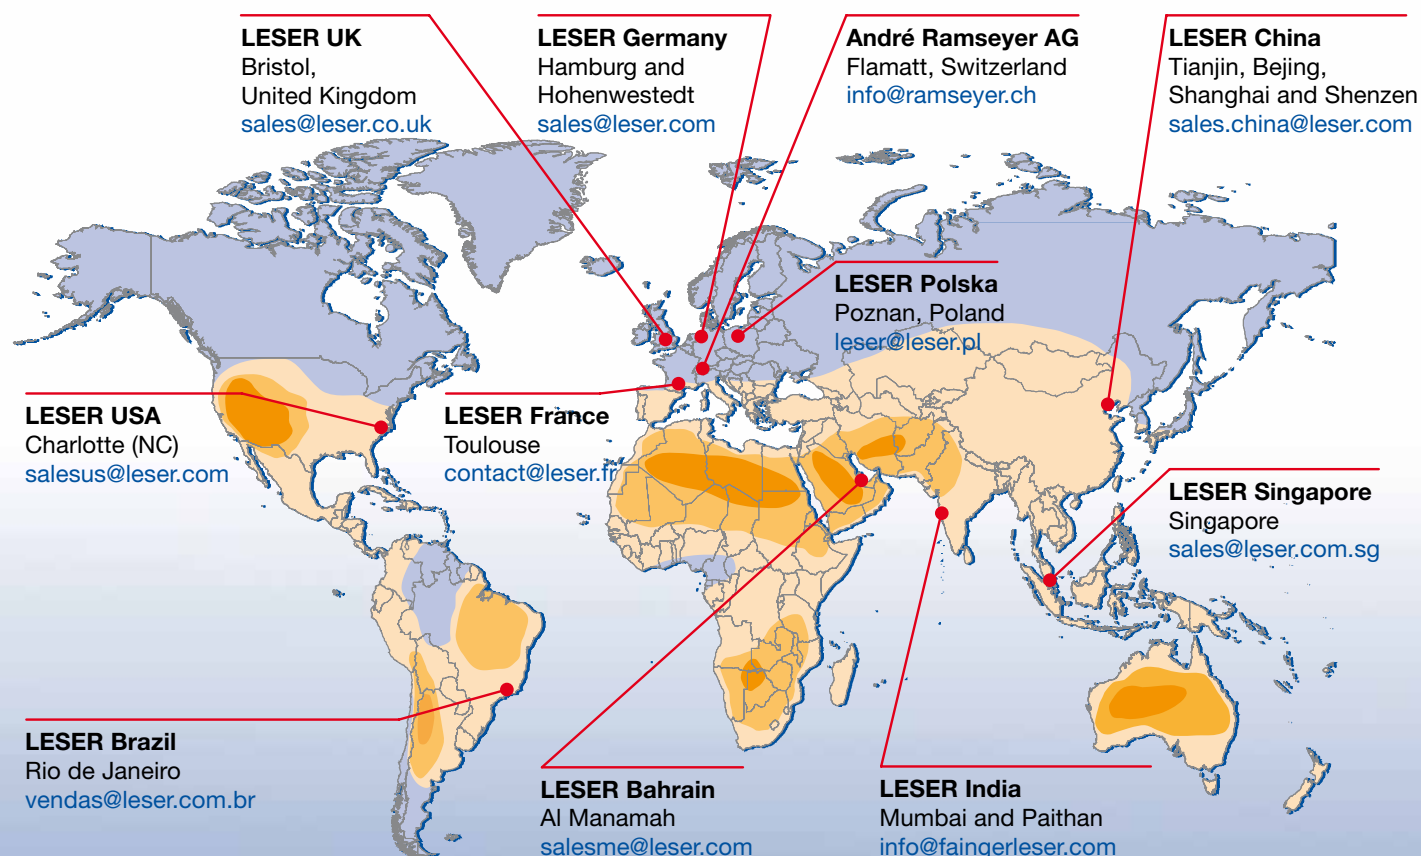 LESER UK
Bristol,
United Kingdom
sales@leser.co.uk
LESER Germany
Hamburg and
Hohenwestedt
sales@leser.com
André Ramseyer AG
Flamatt, Switzerland
info@ramseyer.ch
LESER China
Tianjin, Bejing,
Shanghai and Shenzen
sales.china@leser.com
LESER Polska
Poznan, Poland
leser@leser.pl
LESER USA
Charlotte (NC)
salesus@leser.com
LESER France
Toulouse
contact@leser.fr
LESER Singapore
Singapore
sales@leser.com.sg
LESER Brazil
Rio de Janeiro
vendas@leser.com.br
LESER Bahrain
Al Manamah
salesme@leser.com
LESER India
Mumbai and Paithan
info@faingerleser.com